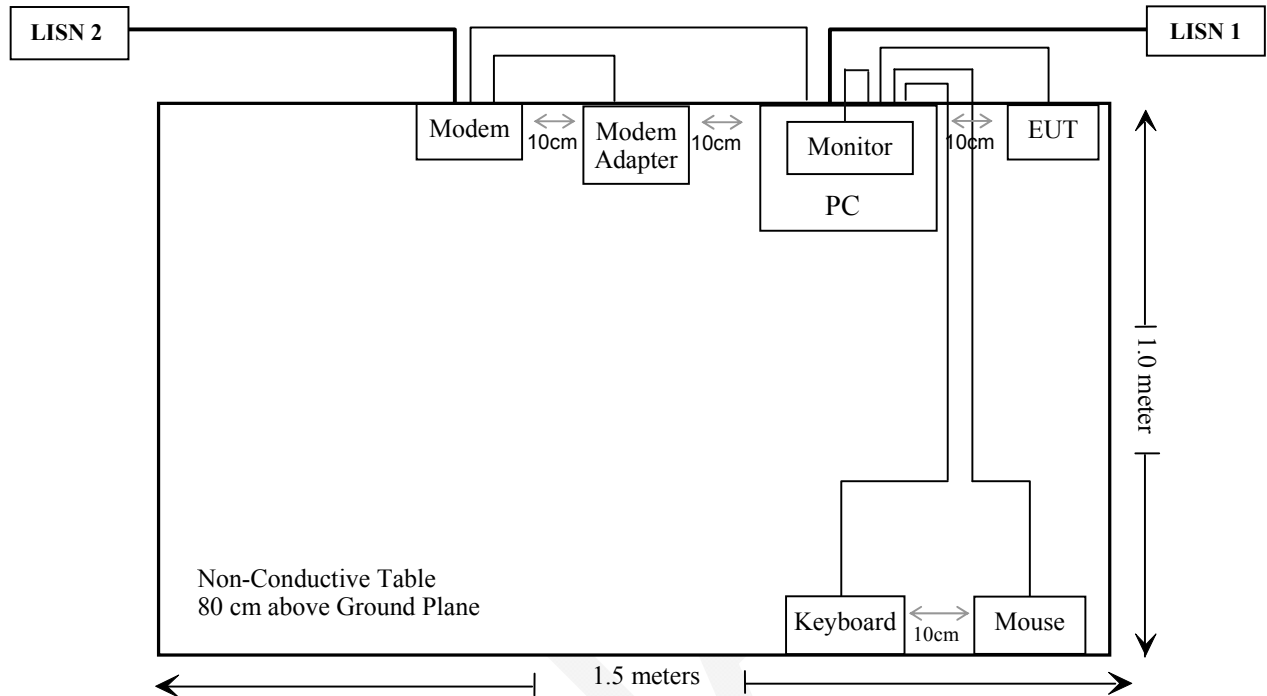 LISN 2
LISN 1
Modem
10cm
Modem
Adapter
10cm
Monitor
PC
10cm
EUT
1.0 meter
Non-Conductive Table
80 cm above Ground Plane
Keyboard
10cm
Mouse
1.5 meters